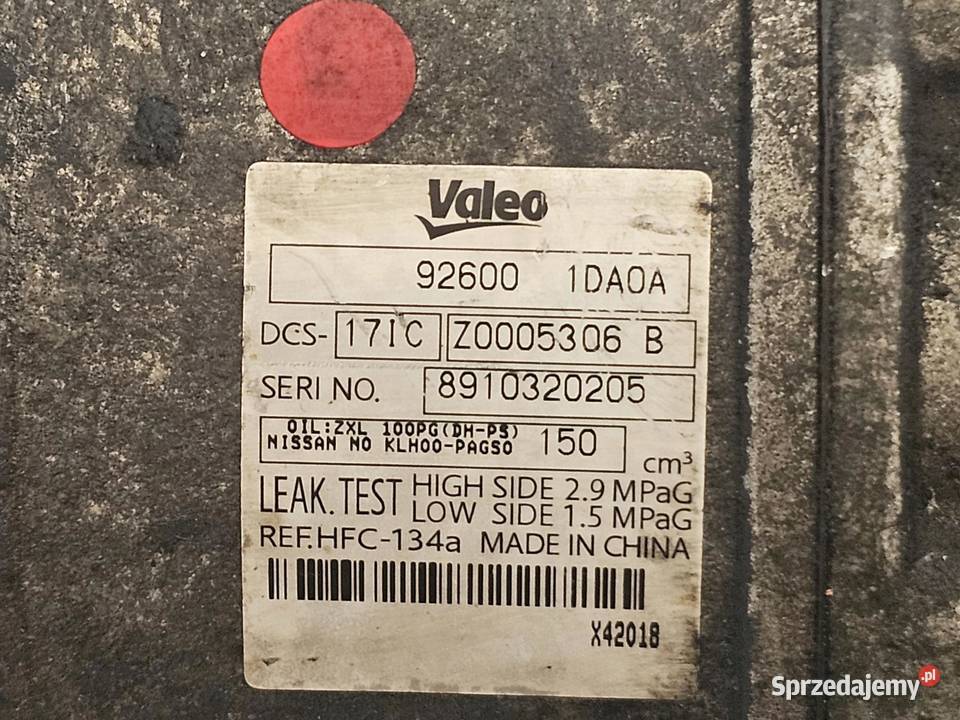 Valeo
92600 1DA0A
DCS- 17IC Z0005306 B
SERI NO. 8910320205
OIL:ZXL 100PG(DH-PS)
NISSAN NO KLH00-PAGS0 150 cm³
LEAK. TEST HIGH SIDE 2.9 MPaG
LOW SIDE 1.5 MPaG
REF.HFC-134a MADE IN CHINA
X42018
Sprzedajemy.pl